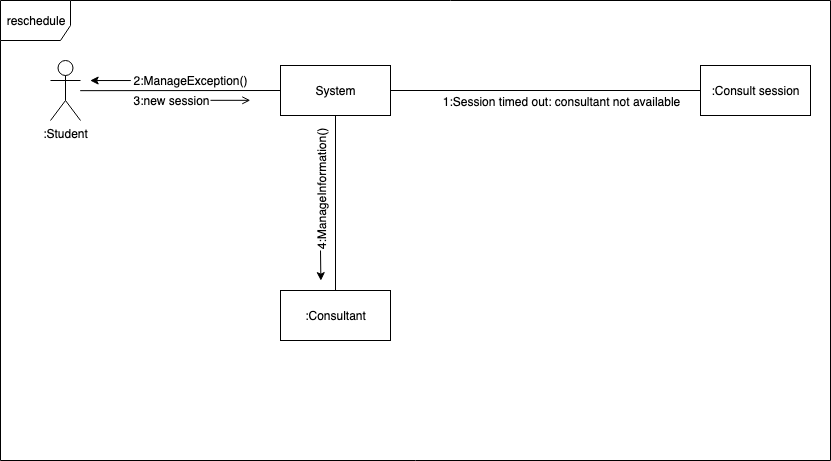 reschedule
2:ManageException()
System
:Consult session
3:new session
1:Session timed out: consultant not available
:Student
4:ManageInformation()
:Consultant